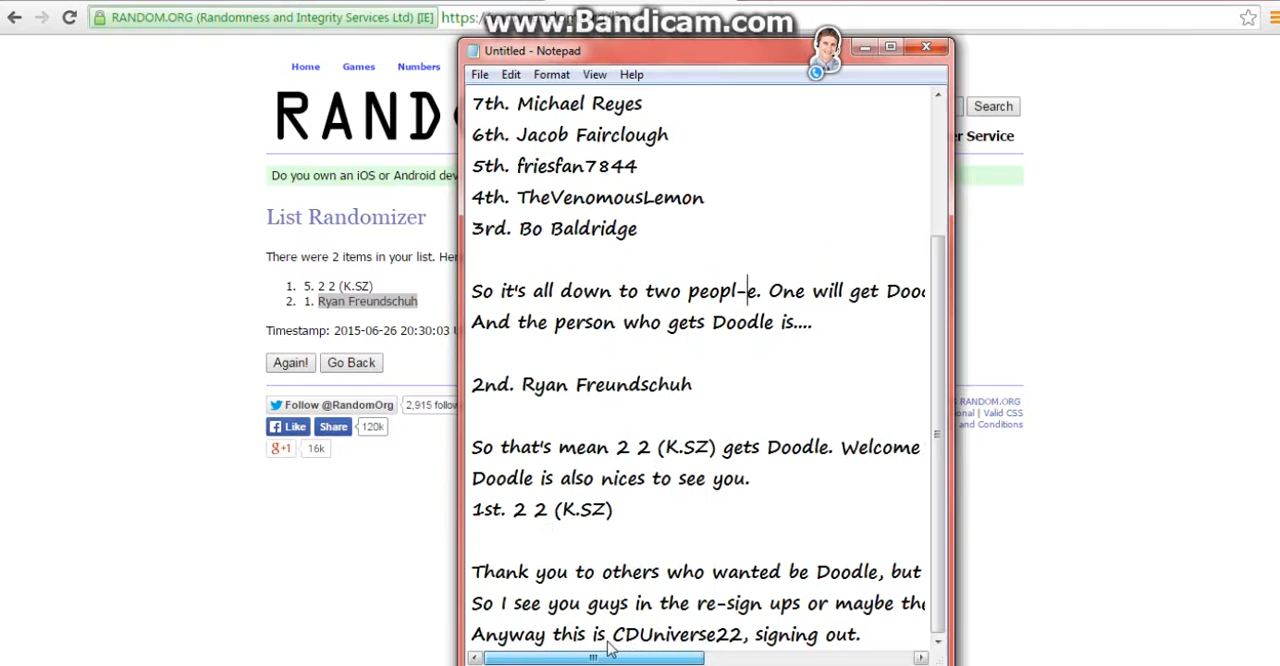 RANDOM.ORG (Randomness and Integrity Services Ltd) [IE]
www.Bandicam.com
Home Games Numbers
Search
Do you own an iOS or Android
List Randomizer
There were 2 items in your list.
1. 5. 2 2 (K.SZ)
2. 1. Ryan Freundschuh
Timestamp: 2015-06-26 20:30:03
Again! Go Back
Follow @RandomOrg 2,915
Like Share 120k
g+1 16k
Service
RANDOM.ORG
Valid CSS
and Conditions
Untitled - Notepad
File Edit Format View Help
7th. Michael Reyes
6th. Jacob Fairclough
5th. friesfan7844
4th. TheVenomousLemon
3rd. Bo Baldridge
So it's all down to two peopl-e. One will get
And the person who gets Doodle is....
2nd. Ryan Freundschuh
So that's mean 2 2 (K.SZ) gets Doodle. Welcome
Doodle is also nices to see you.
1st. 2 2 (K.SZ)
Thank you to others who wanted be Doodle, but
So I see you guys in the re-sign ups or maybe
Anyway this is CDUniverse22, signing out.